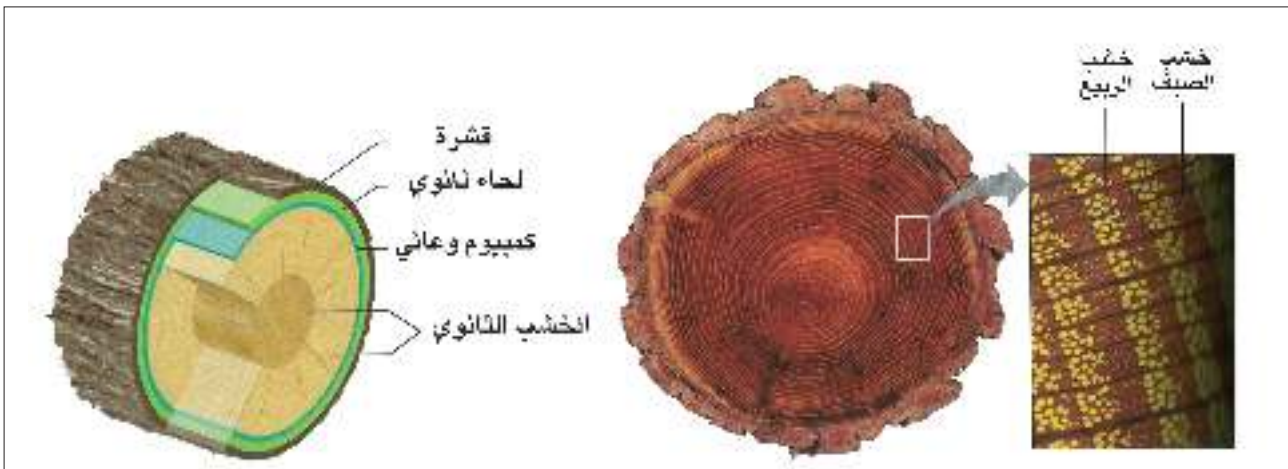 خشب الصيف
خشب الربيع
قشرة
لحاء ثانوي
كمبيوم وعائي
الخشب الثانوي